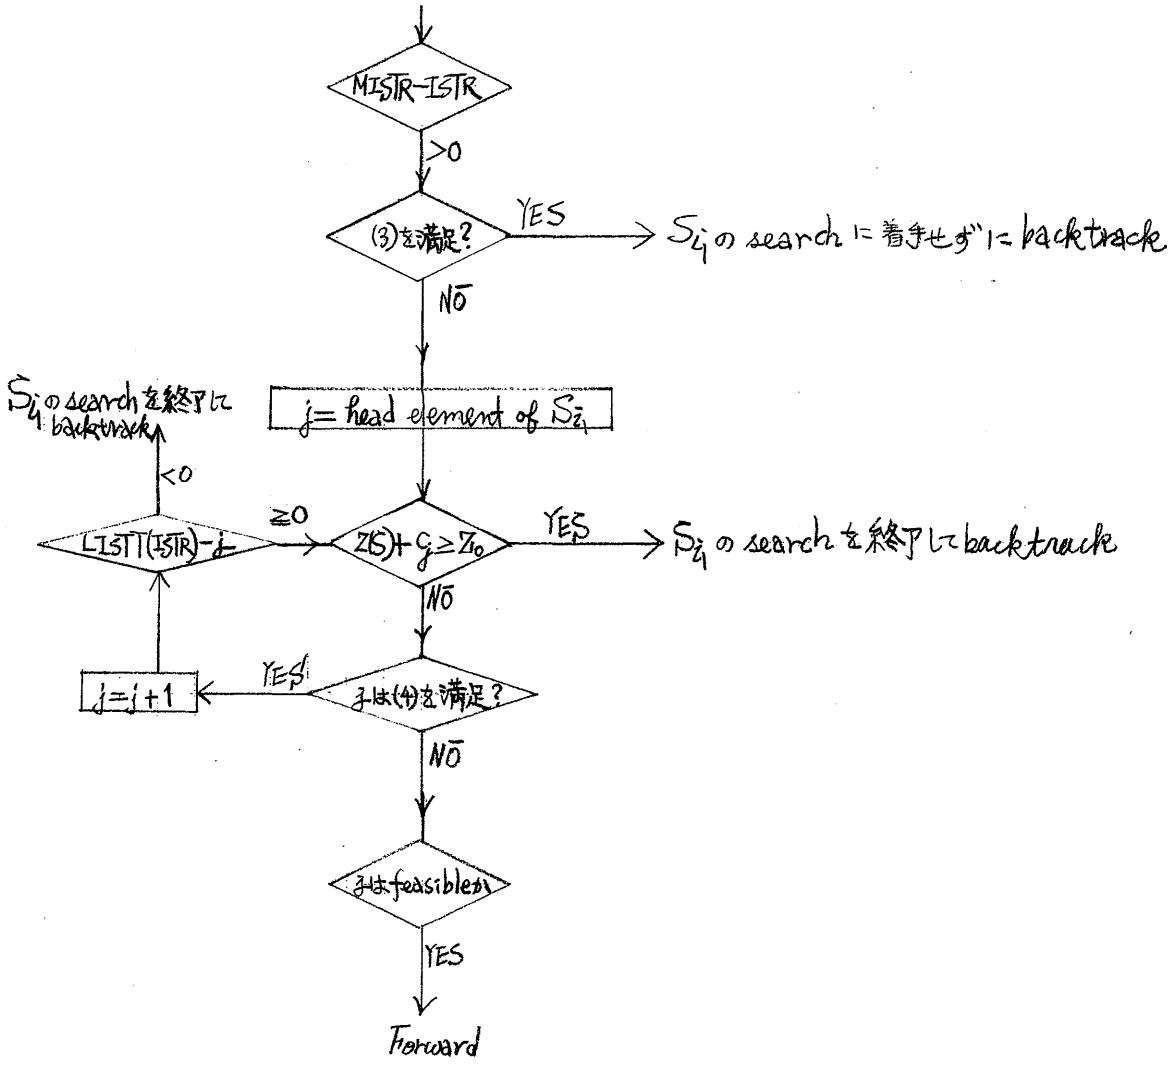 MISTR-ISTR
>0
(3)を満足?
YES
S_{i_1}のsearchに着手せずにbacktrack
NO
S_{i_1}のsearchを終了して
backtrack
j=head element of S_{i_1}
<0
LIST1(ISTR)-j
≧0
Z(S)+C_j≥Z_0
YES
S_{i_1}のsearchを終了してbacktrack
NO
j=j+1
YES
jは(4)を満足?
NO
jはfeasibleか
YES
Forward